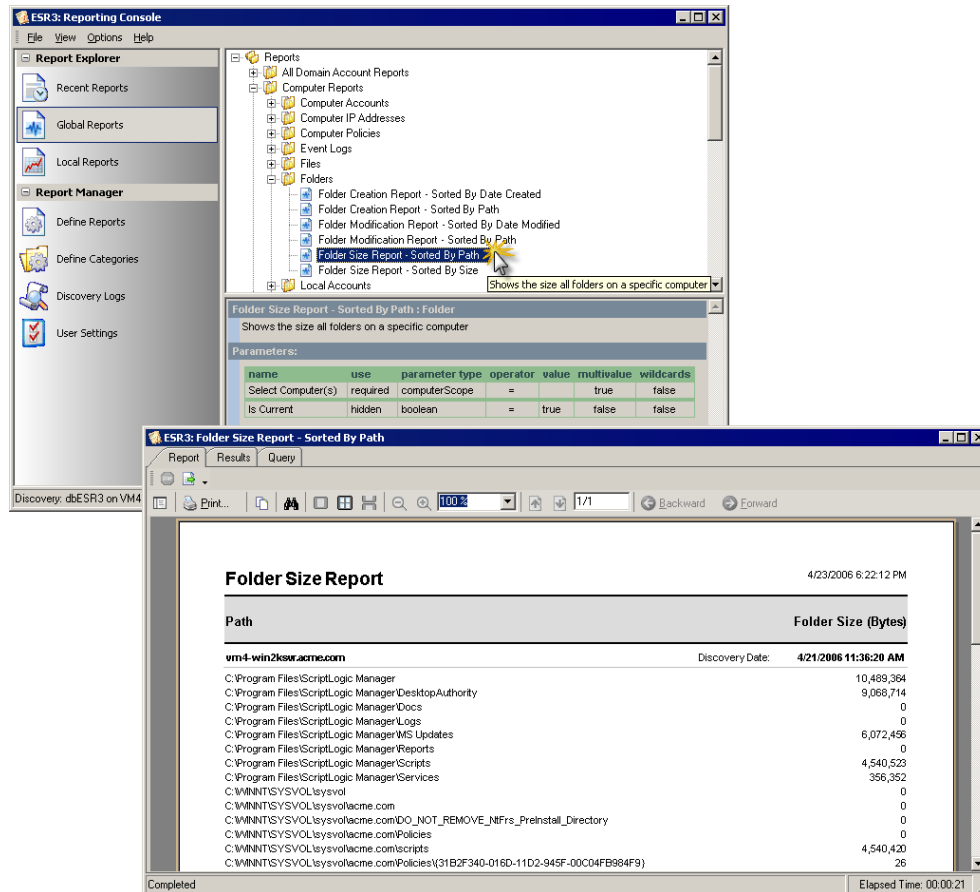 ESR3: Reporting Console
File View Options Help
Report Explorer
Recent Reports
Global Reports
Local Reports
Report Manager
Define Reports
Define Categories
Discovery Logs
User Settings
Discovery: dbESR3 on VM4
Reports
All Domain Account Reports
Computer Reports
Computer Accounts
Computer IP Addresses
Computer Policies
Event Logs
Files
Folders
Folder Creation Report - Sorted By Date Created
Folder Creation Report - Sorted By Path
Folder Modification Report - Sorted By Date Modified
Folder Modification Report - Sorted By Path
Folder Size Report - Sorted By Path
Folder Size Report - Sorted By Size
Local Accounts
Shows the size all folders on a specific computer
Folder Size Report - Sorted By Path : Folder
Shows the size all folders on a specific computer
Parameters:
name use parameter type operator value multivalue wildcards
Select Computer(s) required computerScope = true false
Is Current hidden boolean = true false false
ESR3: Folder Size Report - Sorted By Path
Report Results Query
Print... 100 % 1/1 Backward Forward
Folder Size Report 4/23/2006 6:22:12 PM
Path Folder Size (Bytes)
vm4-win2ksvr.acme.com Discovery Date: 4/21/2006 11:36:20 AM
C:\Program Files\ScriptLogic Manager 10,489,364
C:\Program Files\ScriptLogic Manager\DesktopAuthority 9,068,714
C:\Program Files\ScriptLogic Manager\Docs 0
C:\Program Files\ScriptLogic Manager\Logs 0
C:\Program Files\ScriptLogic Manager\MS Updates 6,072,456
C:\Program Files\ScriptLogic Manager\Reports 0
C:\Program Files\ScriptLogic Manager\Scripts 4,540,523
C:\Program Files\ScriptLogic Manager\Services 356,352
C:\WINNT\SYSVOL\sysvol 0
C:\WINNT\SYSVOL\sysvol\acme.com 0
C:\WINNT\SYSVOL\sysvol\acme.com\DO_NOT_REMOVE_NtFrs_PreInstall_Directory 0
C:\WINNT\SYSVOL\sysvol\acme.com\Policies 0
C:\WINNT\SYSVOL\sysvol\acme.com\scripts 4,540,420
C:\WINNT\SYSVOL\sysvol\acme.com\Policies\{31B2F340-016D-11D2-945F-00C04FB984F9} 26
Completed Elapsed Time: 00:00:21